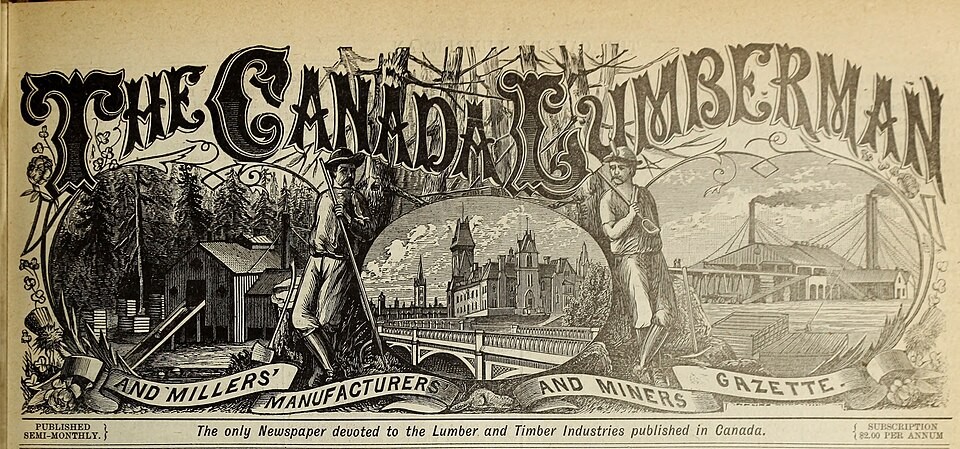 THE CANADA LUMBERMAN
AND MILLERS' MANUFACTURERS AND MINERS GAZETTE.
PUBLISHED
SEMI-MONTHLY.
The only Newspaper devoted to the Lumber and Timber Industries published in Canada.
SUBSCRIPTION
$2.00 PER ANNUM